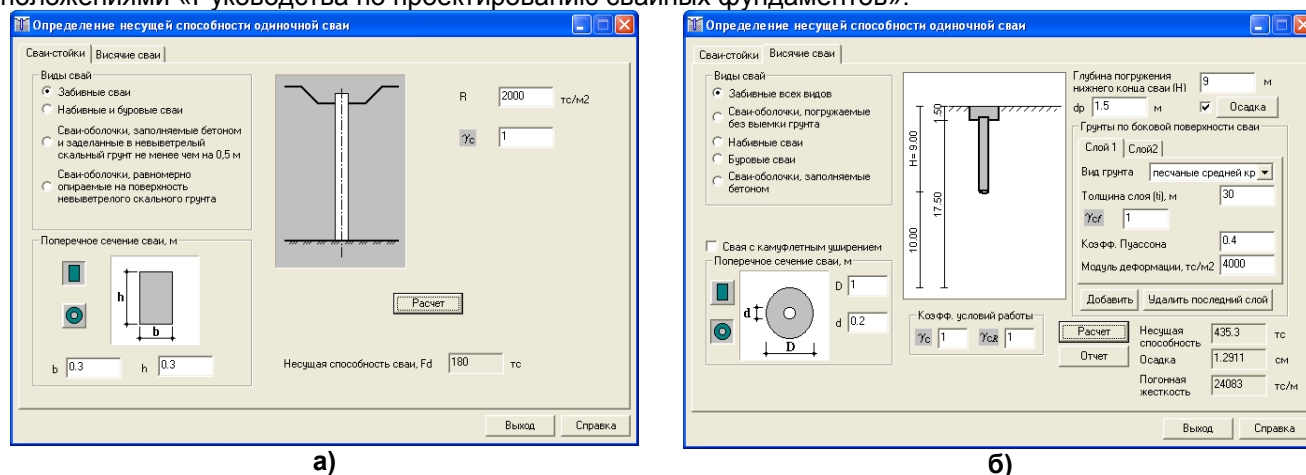 положениями «Руководства по проектированию свайных фундаментов».
Определение несущей способности одиночной сваи
Сваи-стойки Висячие сваи
Виды свай
Забивные сваи
Набивные и буровые сваи
Сваи-оболочки, заполняемые бетоном
и заделанные в невыветрелый
скальный грунт не менее чем на 0,5 м
Сваи-оболочки, равномерно
опираемые на поверхность
невыветрелого скального грунта
R 2000 тс/м2
γc 1
Поперечное сечение сваи, м
h
b
b 0.3 h 0.3
Расчет
Несущая способность сваи, Fd 180 тс
Выход Справка
а)
Определение несущей способности одиночной сваи
Сваи-стойки Висячие сваи
Виды свай
Забивные всех видов
Сваи-оболочки, погружаемые
без выемки грунта
Набивные сваи
Буровые сваи
Сваи-оболочки, заполняемые
бетоном
Свая с камуфлетным уширением
Поперечное сечение сваи, м
d
D
D 1
d 0.2
1.50
H= 9.00
17.50
10.00
Коэфф. условий работы
γc 1 γcR 1
Глубина погружения
нижнего конца сваи (H) 9 м
dp 1.5 м Осадка
Грунты по боковой поверхности сваи
Слой 1 Слой2
Вид грунта песчаные средней кр
Толщина слоя (ti), м 30
γcf 1
Коэфф. Пуассона 0.4
Модуль деформации, тс/м2 4000
Добавить Удалить последний слой
Расчет
Отчет
Несущая
способность 435.3 тс
Осадка 1.2911 см
Погонная
жесткость 24083 тс/м
Выход Справка
б)